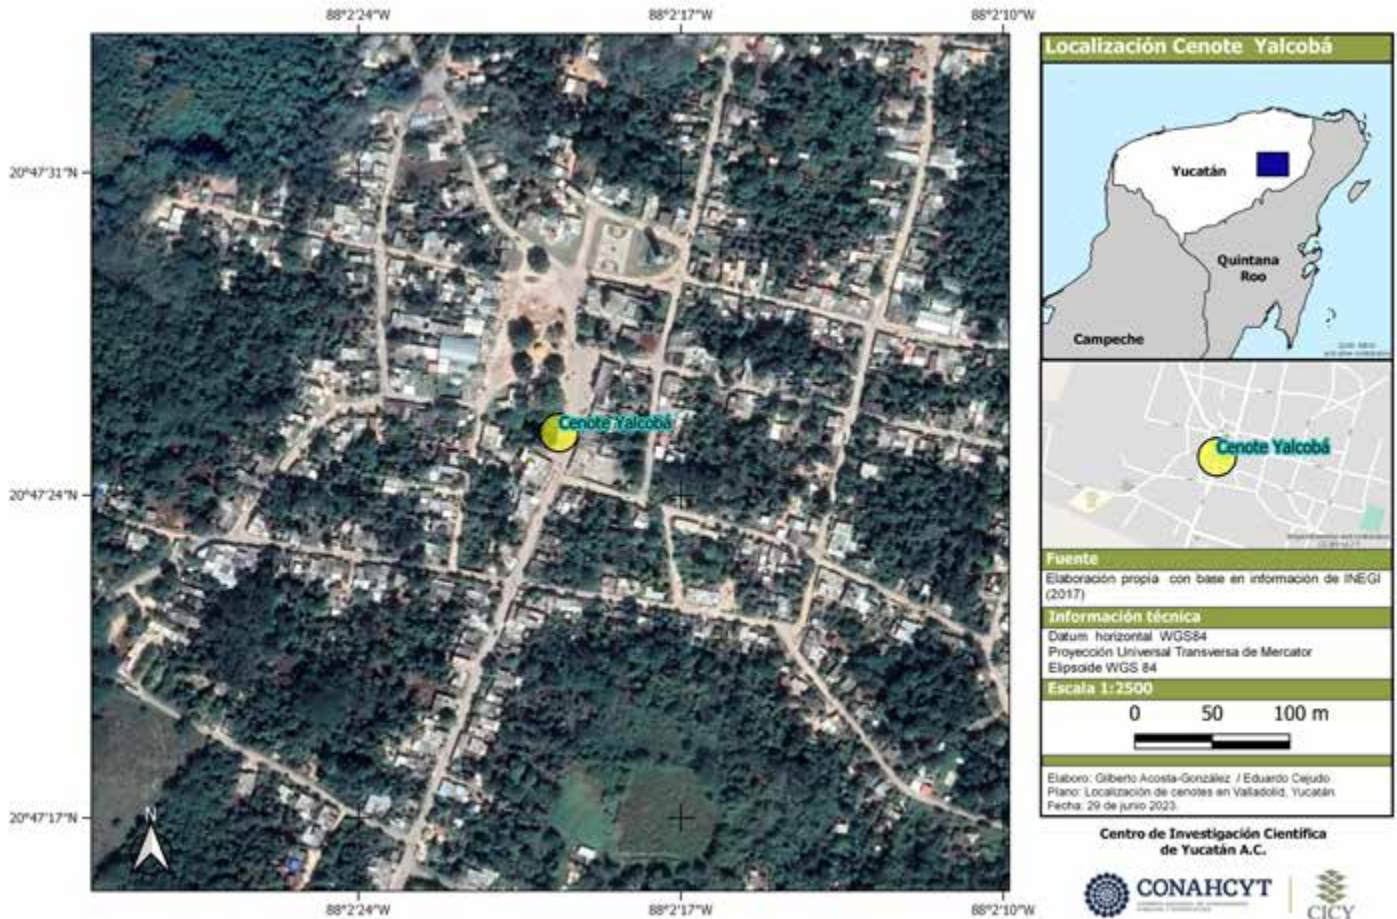 88°2'24"W 88°2'17"W 88°2'10"W
20°47'31"N
20°47'24"N
20°47'17"N
Cenote Yalcobá
N
88°2'24"W 88°2'17"W 88°2'10"W
Localización Cenote Yalcobá
Yucatán
Quintana
Roo
Campeche
Cenote Yalcobá
Fuente
Elaboración propia con base en información de INEGI
(2017)
Información técnica
Datum horizontal WGS84
Proyección Universal Transversa de Mercator
Elipsoide WGS 84
Escala 1:2500
0 50 100 m
Elaboro: Gilberto Acosta-González / Eduardo Cejudo
Plano: Localización de cenotes en Valladolid, Yucatán.
Fecha: 29 de junio 2023.
Centro de Investigación Científica
de Yucatán A.C.
CONAHCYT
CICY